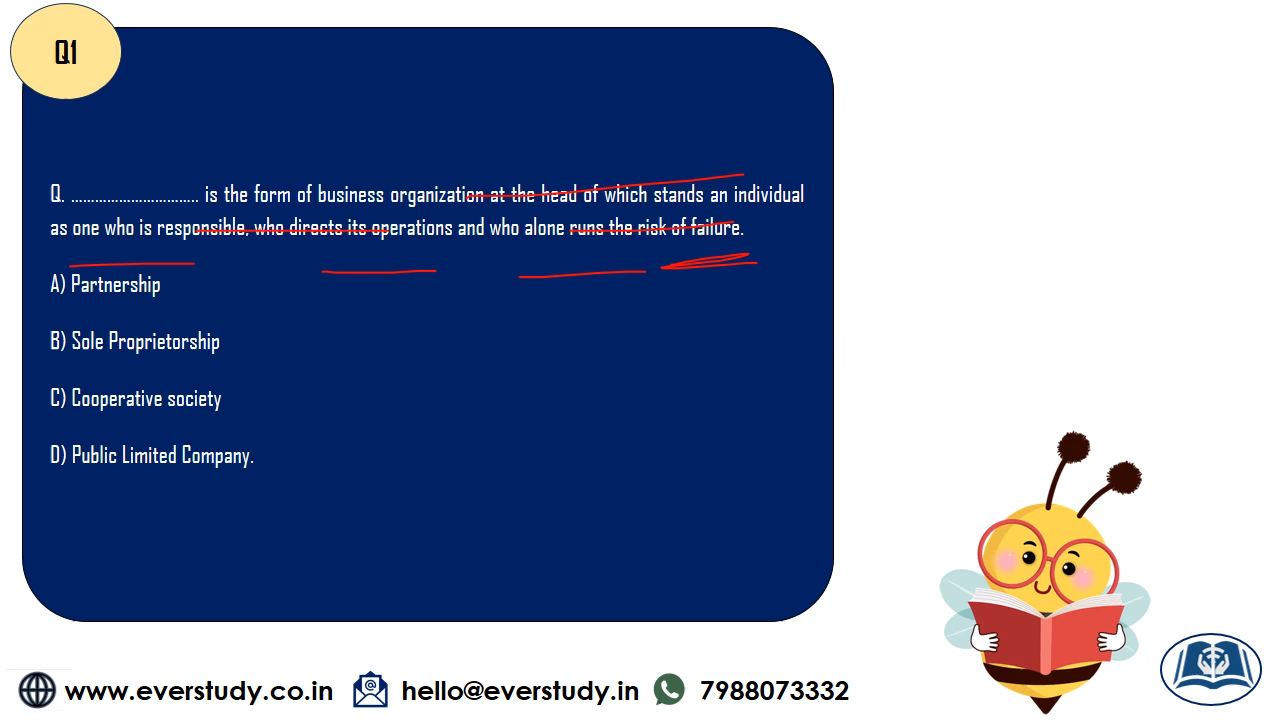 Q1
Q. ................................. is the form of business organization at the head of which stands an individual
as one who is responsible, who directs its operations and who alone runs the risk of failure.
A) Partnership
B) Sole Proprietorship
C) Cooperative society
D) Public Limited Company.
www.everstudy.co.in hello@everstudy.in 7988073332